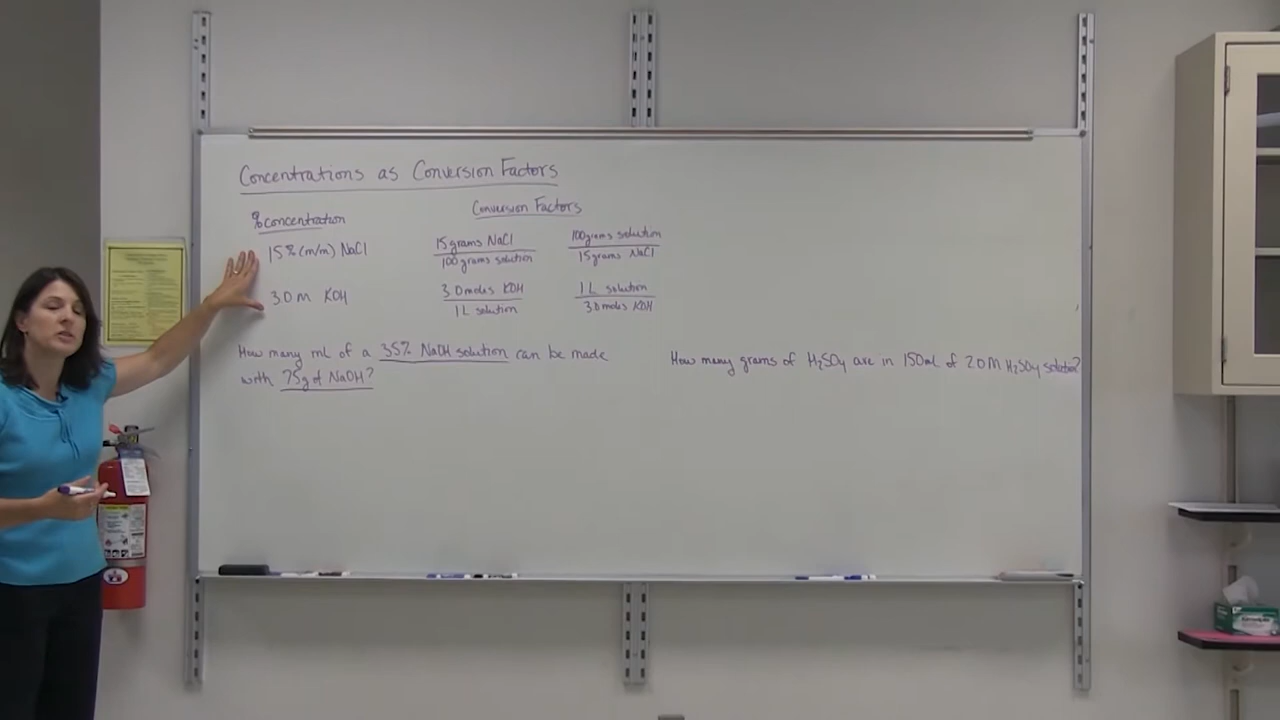 Concentrations as Conversion Factors
% concentration
Conversion Factors
15% (m/m) NaCl
15 grams NaCl
100 grams solution
100 grams solution
15 grams NaCl
3.0 M KOH
3.0 moles KOH
1 L solution
1 L solution
3.0 moles KOH
How many mL of a 35% NaOH solution can be made
with 75g of NaOH?
How many grams of H₂SO₄ are in 150mL of 2.0 M H₂SO₄ solution?